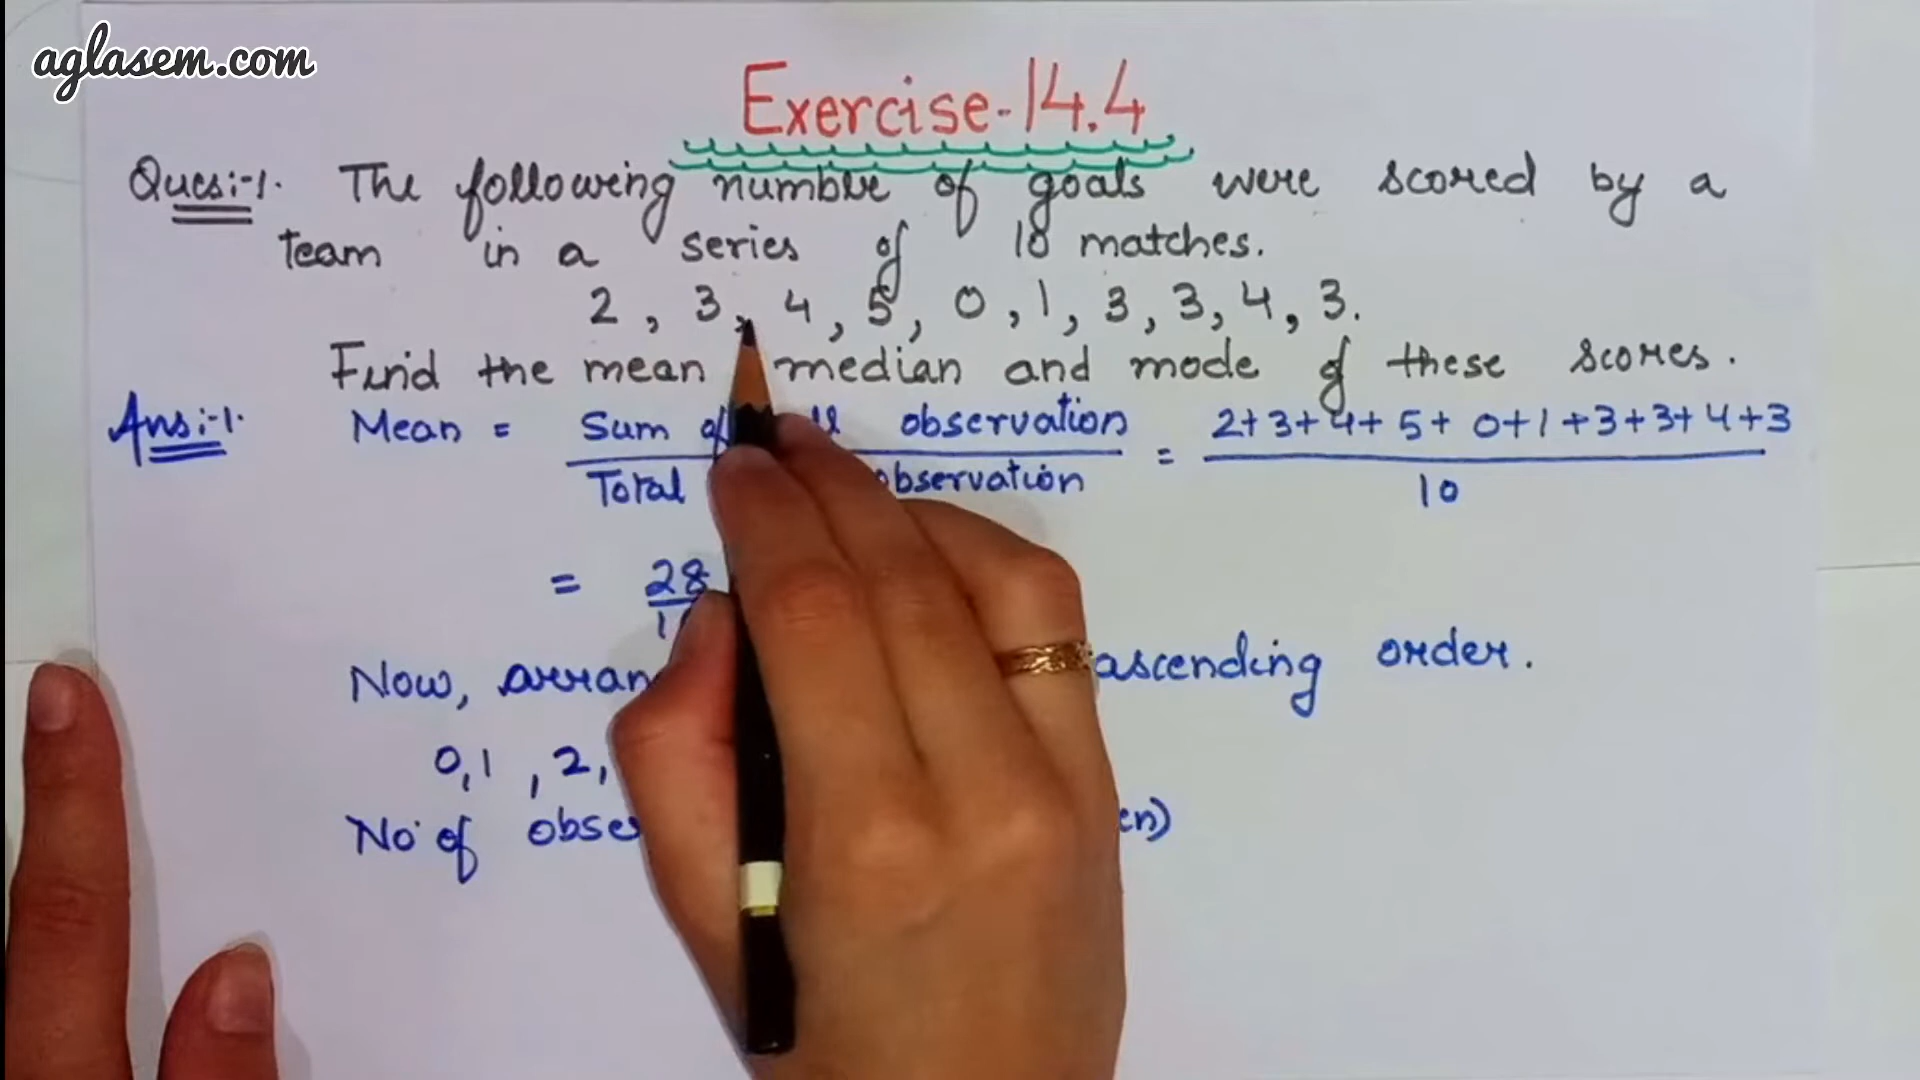 aglasem.com
Exercise-14.4
Ques:-1. The following number of goals were scored by a
team in a series of 10 matches.
2, 3, 4, 5, 0, 1, 3, 3, 4, 3.
Find the mean median and mode of these scores.
Ans:-1. Mean = Sum of observation = 2+3+4+5+0+1+3+3+4+3
Total observation 10
= 28
Now, ascending order.
0,1, 2,
No. of